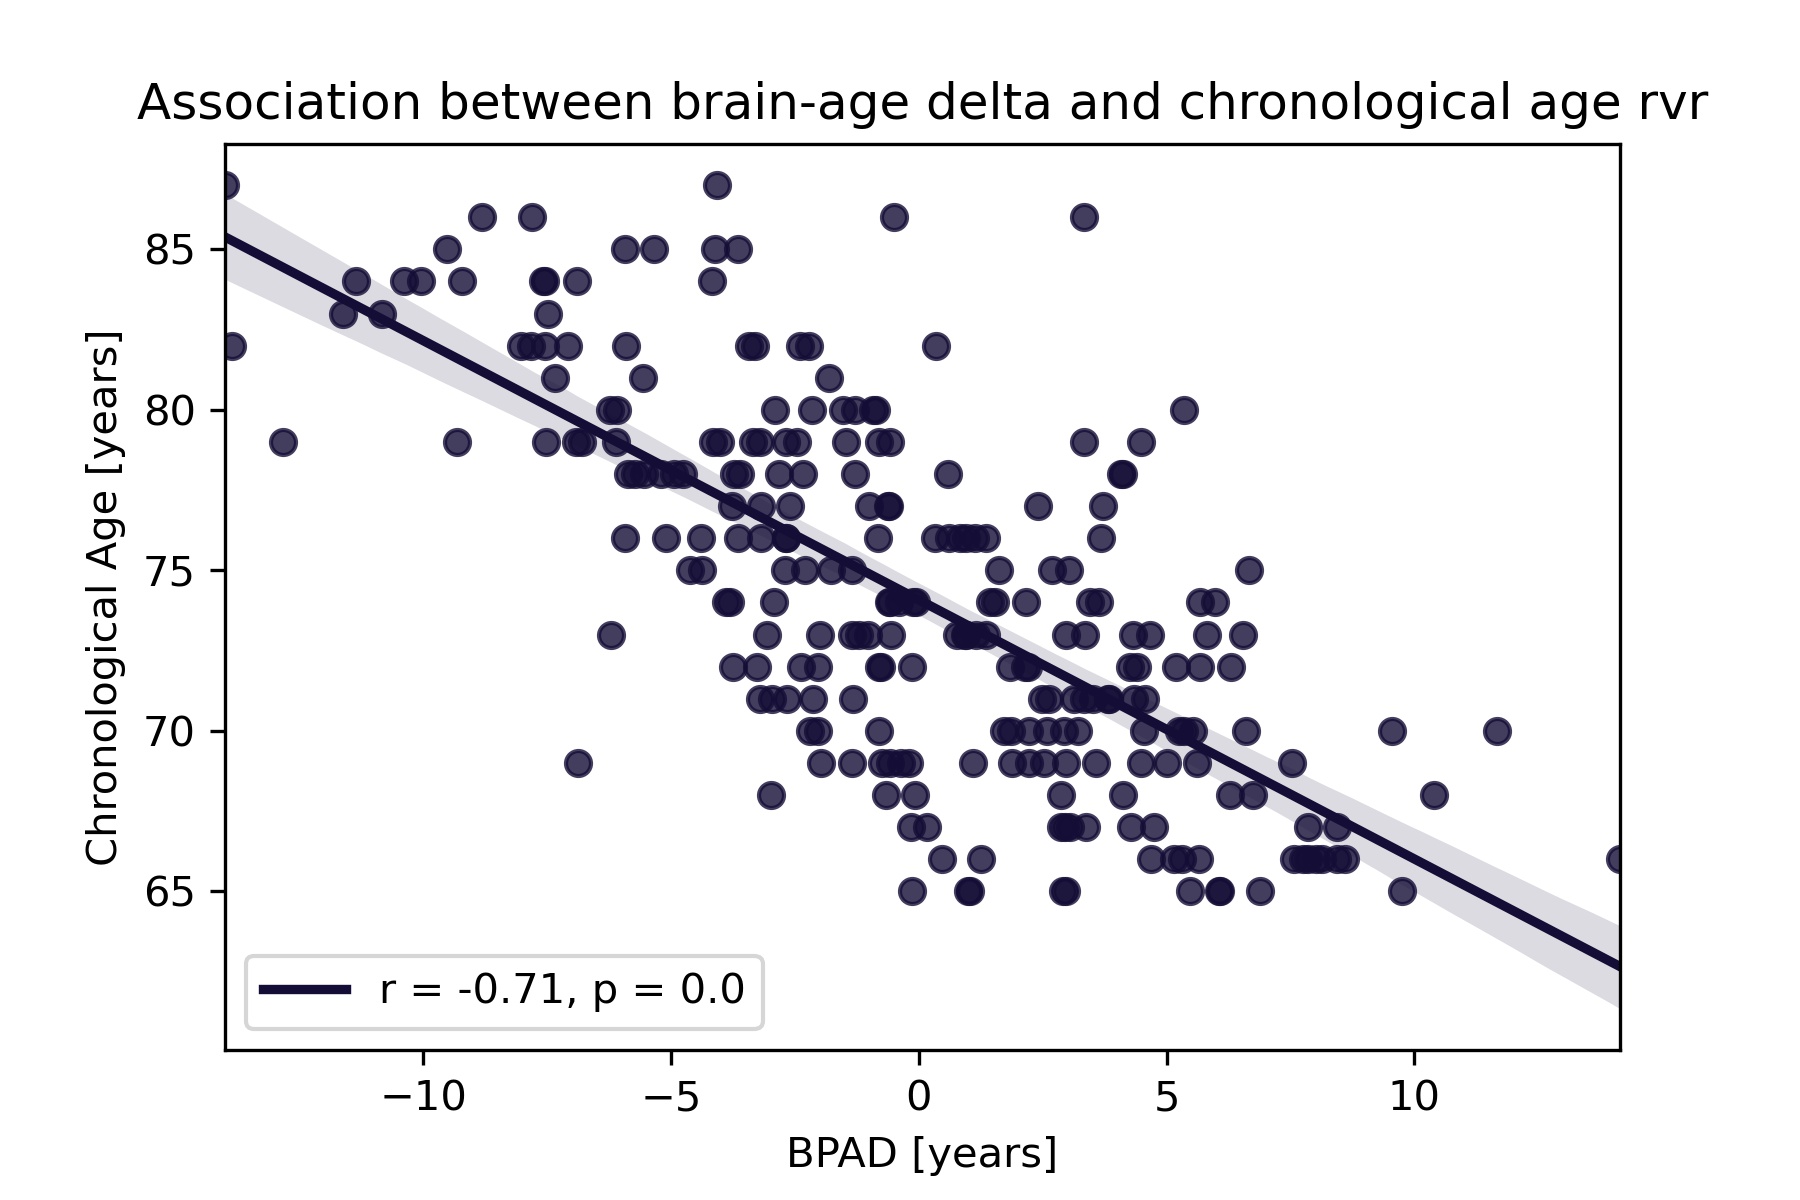 Association between brain-age delta and chronological age rvr
Chronological Age [years]
85
80
75
70
65
r = -0.71, p = 0.0
−10
−5
0
5
10
BPAD [years]